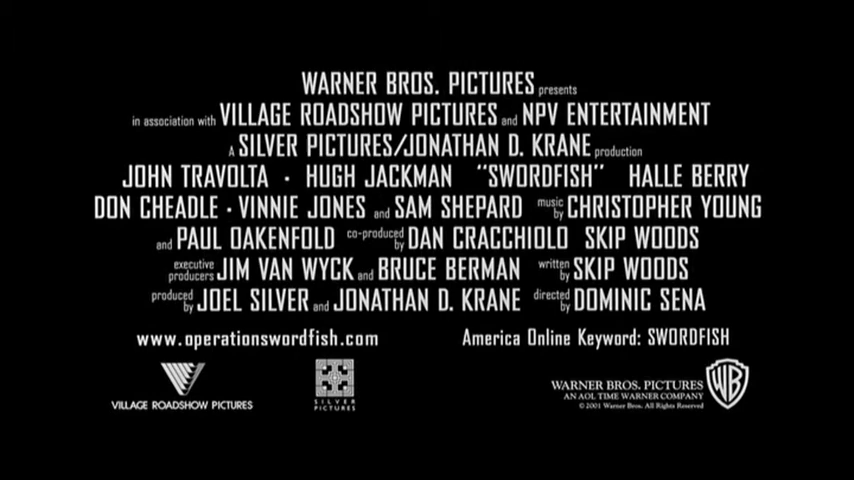 WARNER BROS. PICTURES presents
in association with VILLAGE ROADSHOW PICTURES and NPV ENTERTAINMENT
A SILVER PICTURES/JONATHAN D. KRANE production
JOHN TRAVOLTA · HUGH JACKMAN "SWORDFISH" HALLE BERRY
DON CHEADLE · VINNIE JONES and SAM SHEPARD music by CHRISTOPHER YOUNG
and PAUL OAKENFOLD co-produced by DAN CRACCHIOLO SKIP WOODS
executive producers JIM VAN WYCK and BRUCE BERMAN written by SKIP WOODS
produced by JOEL SILVER and JONATHAN D. KRANE directed by DOMINIC SENA
www.operationswordfish.com America Online Keyword: SWORDFISH
VILLAGE ROADSHOW PICTURES
SILVER
PICTURES
WARNER BROS. PICTURES
AN AOL TIME WARNER COMPANY
© 2001 Warner Bros. All Rights Reserved
WB